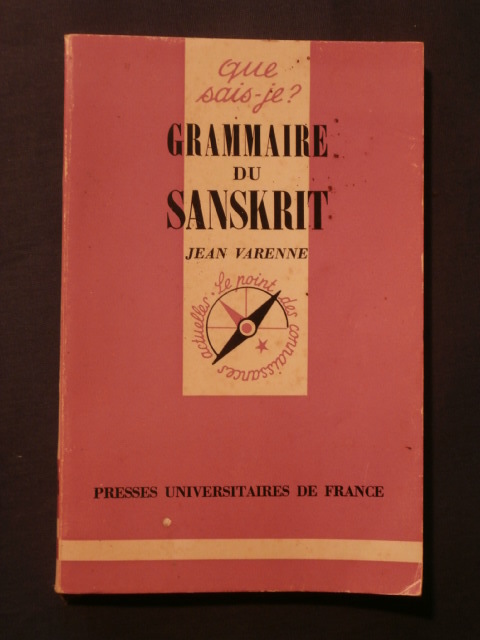 que
sais-je?
GRAMMAIRE
DU
SANSKRIT
JEAN VARENNE
Le point des connaissances actuelles
PRESSES UNIVERSITAIRES DE FRANCE